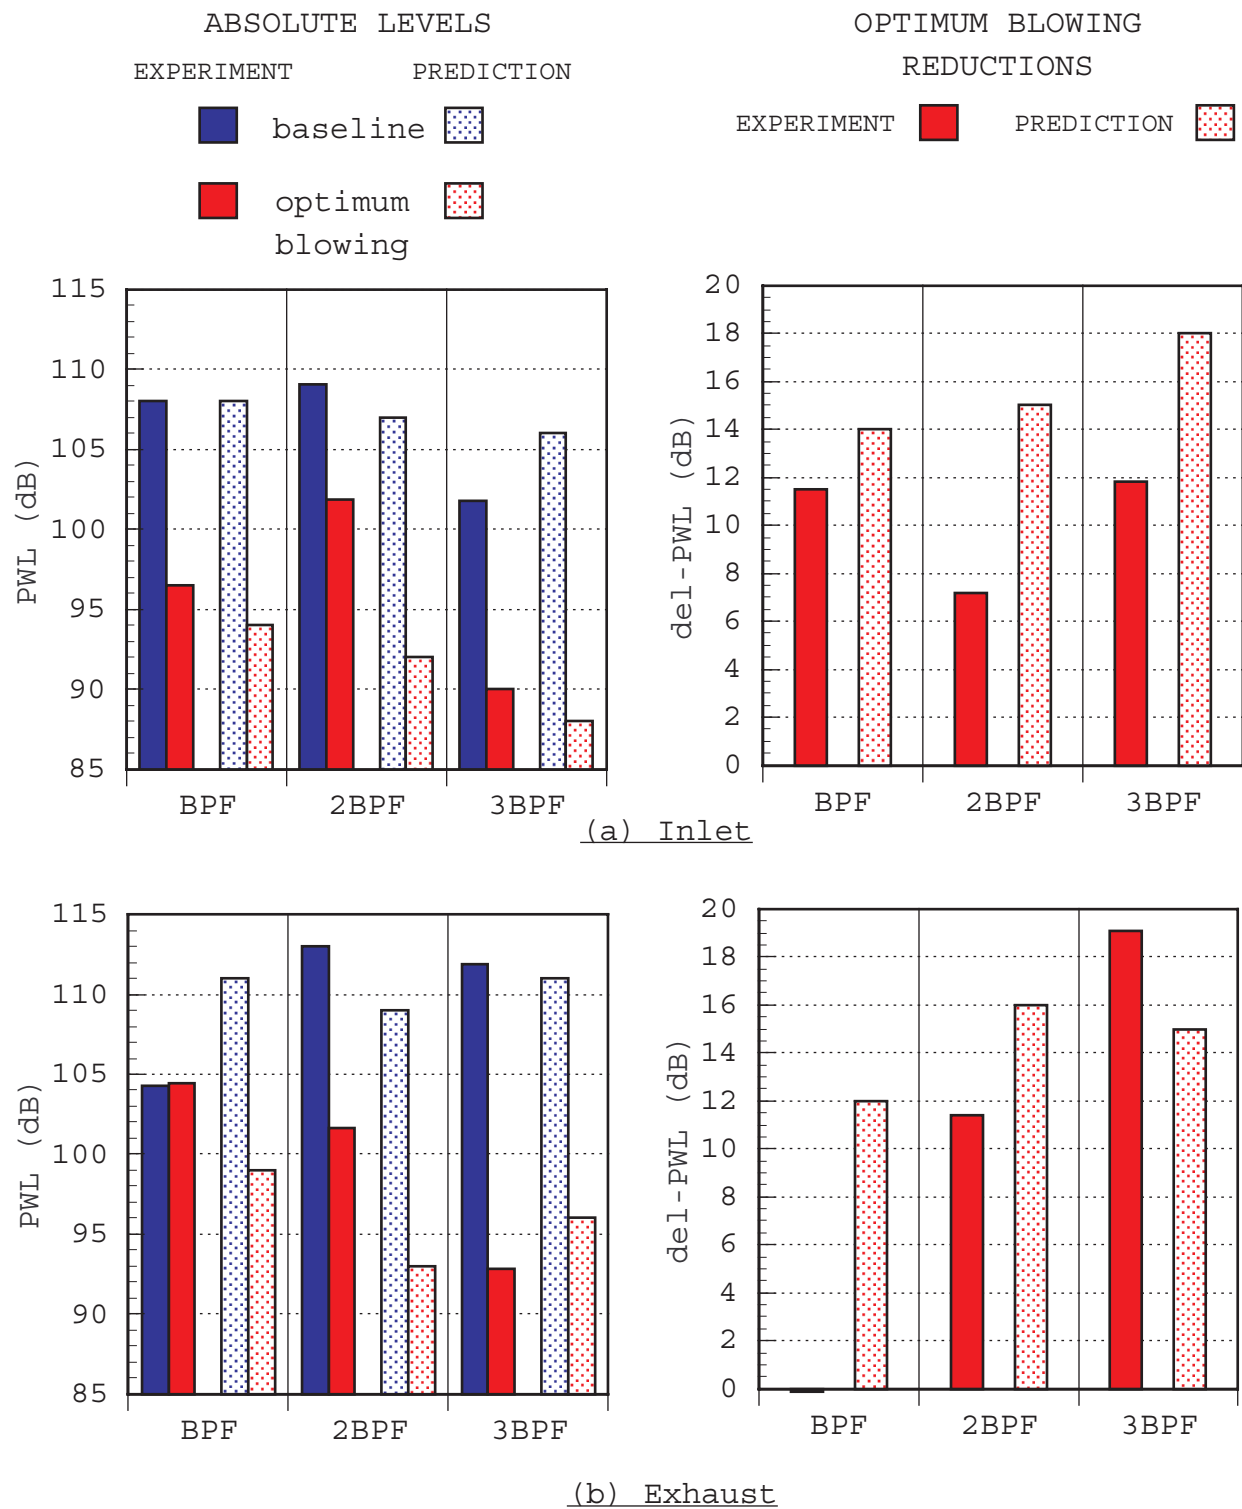 ABSOLUTE LEVELS
EXPERIMENT PREDICTION
baseline
optimum
blowing
OPTIMUM BLOWING
REDUCTIONS
EXPERIMENT PREDICTION
115
110
105
100
95
90
85
PWL (dB)
BPF 2BPF 3BPF
20
18
16
14
12
10
8
6
4
2
0
del-PWL (dB)
BPF 2BPF 3BPF
(a) Inlet
115
110
105
100
95
90
85
PWL (dB)
BPF 2BPF 3BPF
20
18
16
14
12
10
8
6
4
2
0
del-PWL (dB)
BPF 2BPF 3BPF
(b) Exhaust